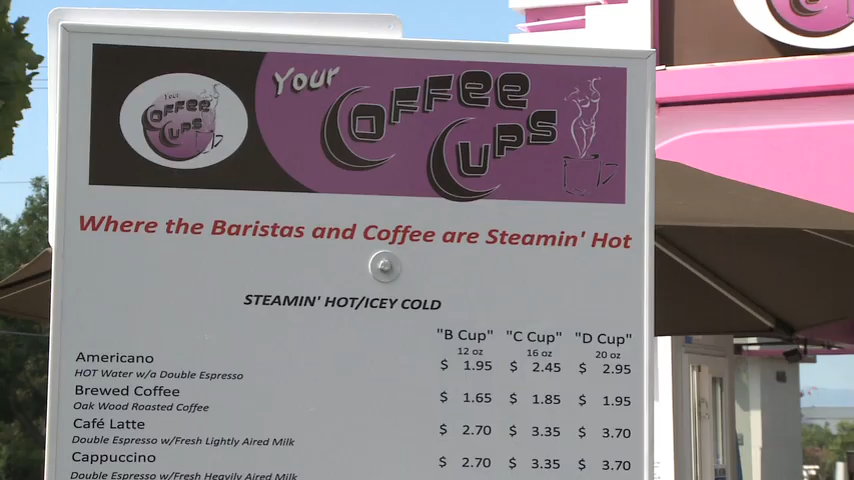 Your
COFFEE
CUPS
Your COFFEE
CUPS
Where the Baristas and Coffee are Steamin' Hot
STEAMIN' HOT/ICEY COLD
"B Cup" "C Cup" "D Cup"
12 oz 16 oz 20 oz
Americano $ 1.95 $ 2.45 $ 2.95
HOT Water w/a Double Espresso
Brewed Coffee $ 1.65 $ 1.85 $ 1.95
Oak Wood Roasted Coffee
Café Latte $ 2.70 $ 3.35 $ 3.70
Double Espresso w/Fresh Lightly Aired Milk
Cappuccino $ 2.70 $ 3.35 $ 3.70
Double Espresso w/Fresh Heavily Aired Milk